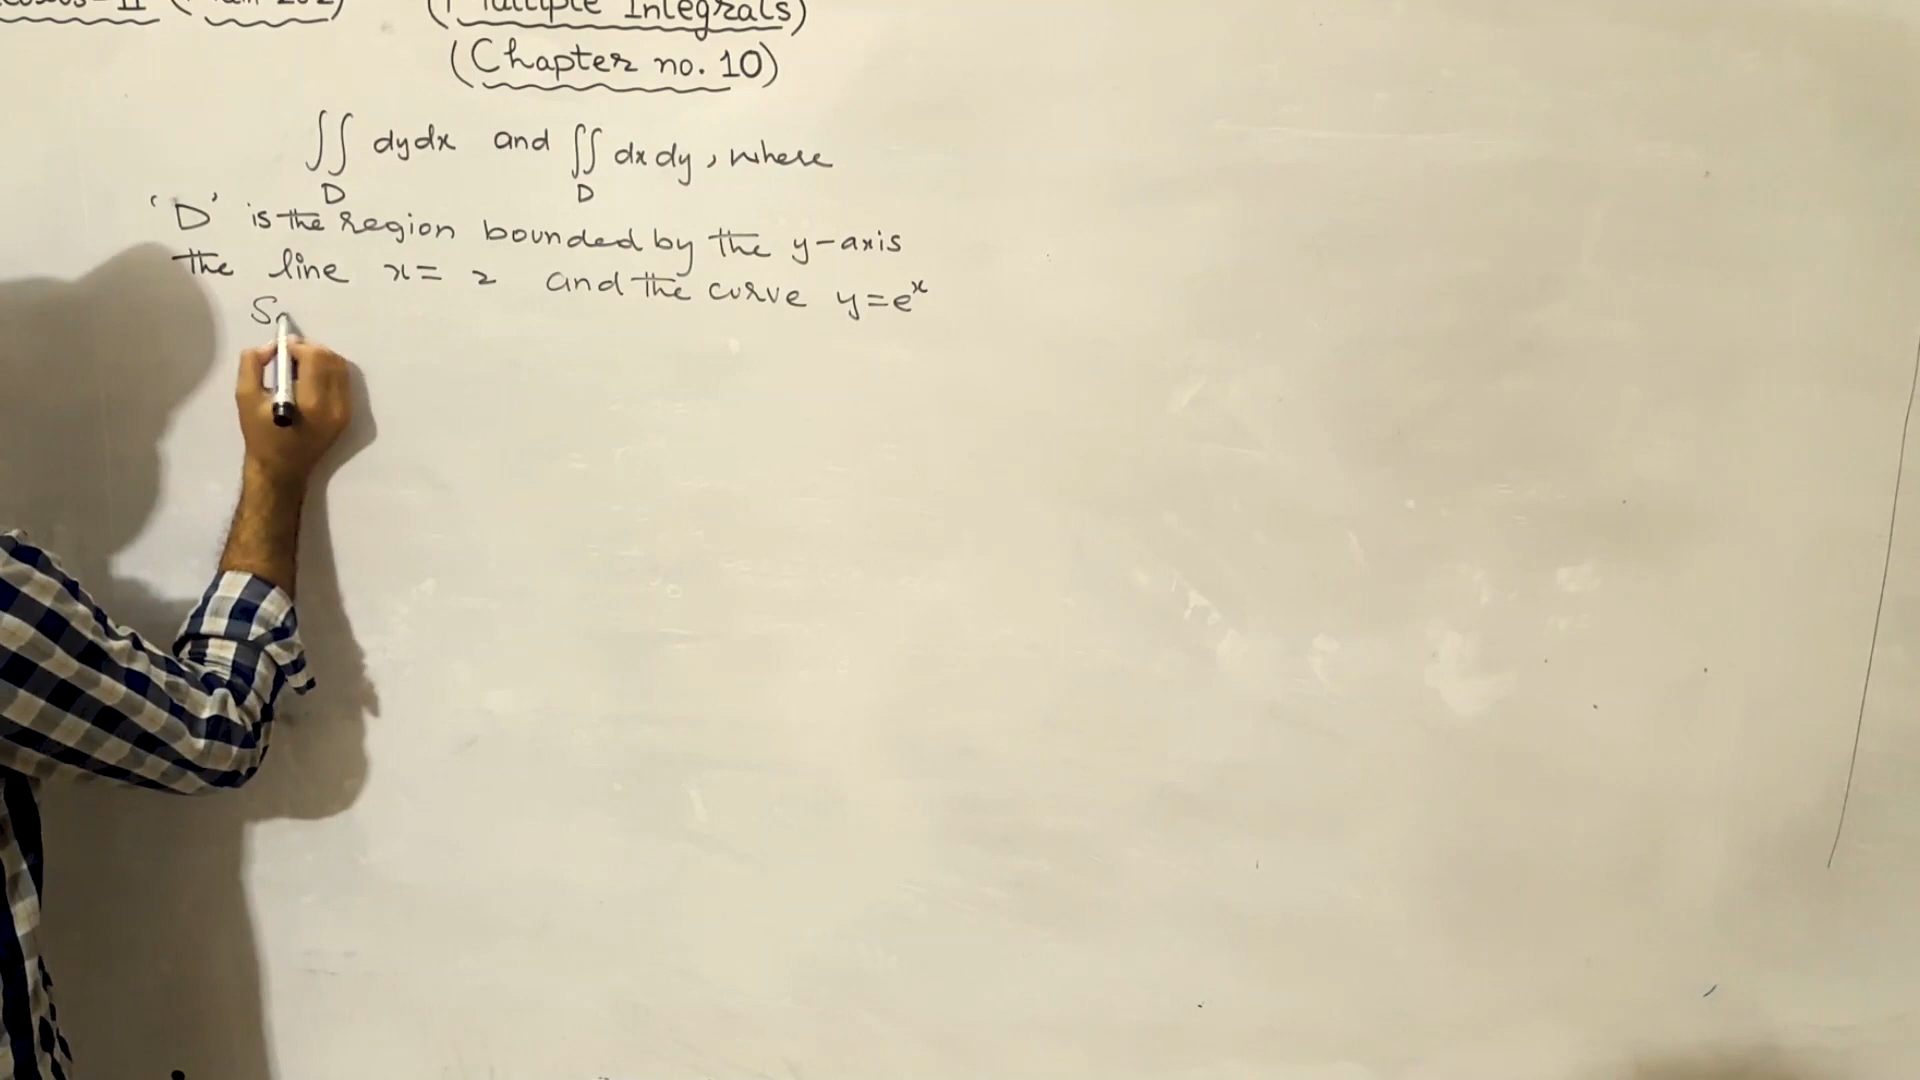 Integrals)
(Chapter no. 10)
∬ dydx and ∬ dxdy, where
D D
'D' is the region bounded by the y-axis
the line x = 2 and the curve y=eˣ
S